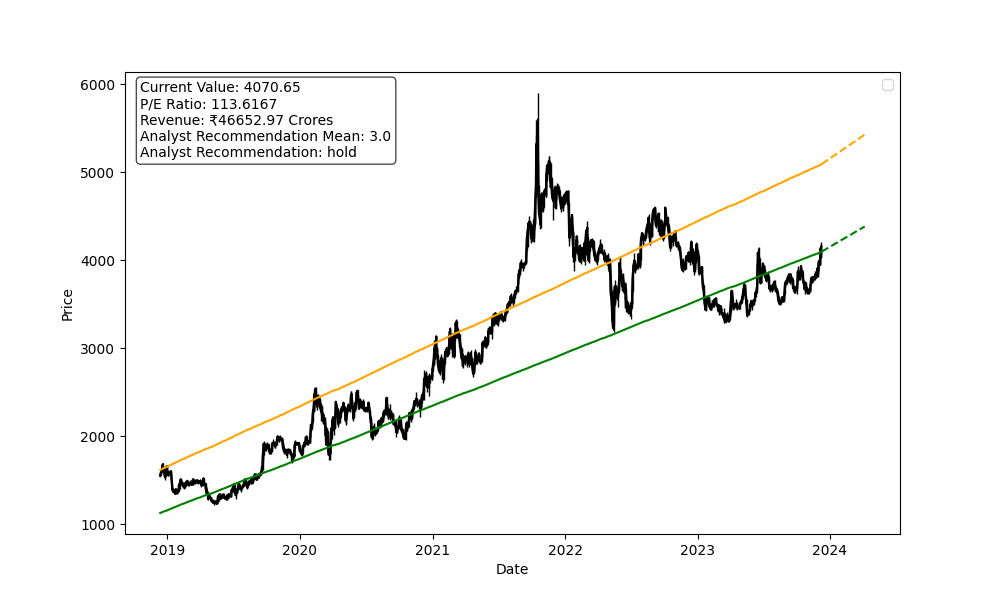 6000
5000
4000
3000
2000
1000
Price
Current Value: 4070.65
P/E Ratio: 113.6167
Revenue: ₹46652.97 Crores
Analyst Recommendation Mean: 3.0
Analyst Recommendation: hold
2019 2020 2021 2022 2023 2024
Date